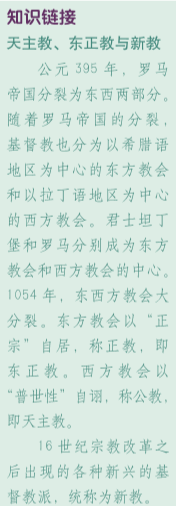 知识链接
天主教、东正教与新教
公元 395 年，罗马
帝国分裂为东西两部分。
随着罗马帝国的分裂，
基督教也分为以希腊语
地区为中心的东方教会
和以拉丁语地区为中心
的西方教会。君士坦丁
堡和罗马分别成为东方
教会和西方教会的中心。
1054 年，东西方教会大
分裂。东方教会以“正
宗”自居，称正教，即
东正教。西方教会以
“普世性”自诩，称公教，
即天主教。
16 世纪宗教改革之
后出现的各种新兴的基
督教派，统称为新教。